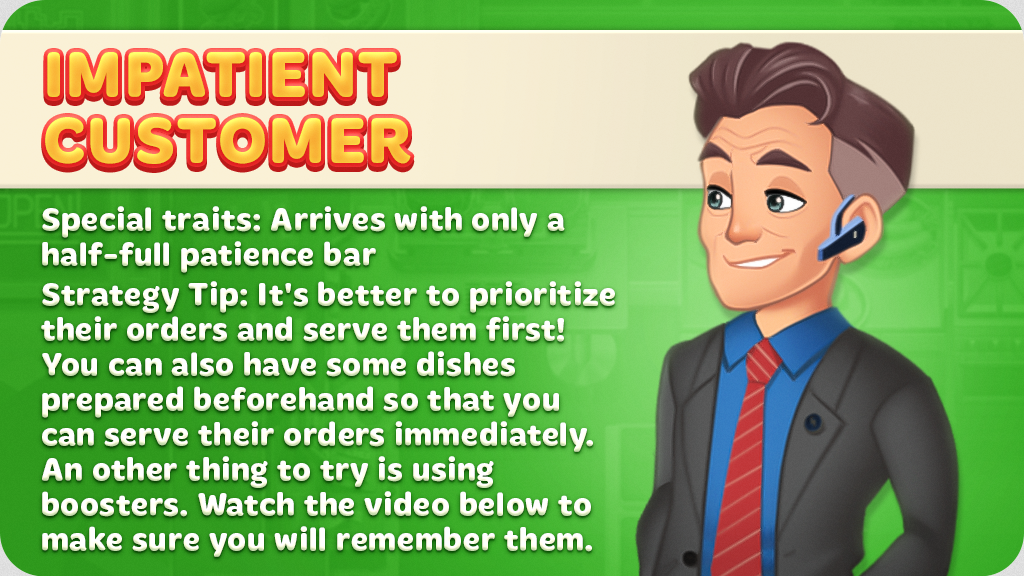 IMPATIENT
CUSTOMER
Special traits: Arrives with only a
half-full patience bar
Strategy Tip: It's better to prioritize
their orders and serve them first!
You can also have some dishes
prepared beforehand so that you
can serve their orders immediately.
An other thing to try is using
boosters. Watch the video below to
make sure you will remember them.